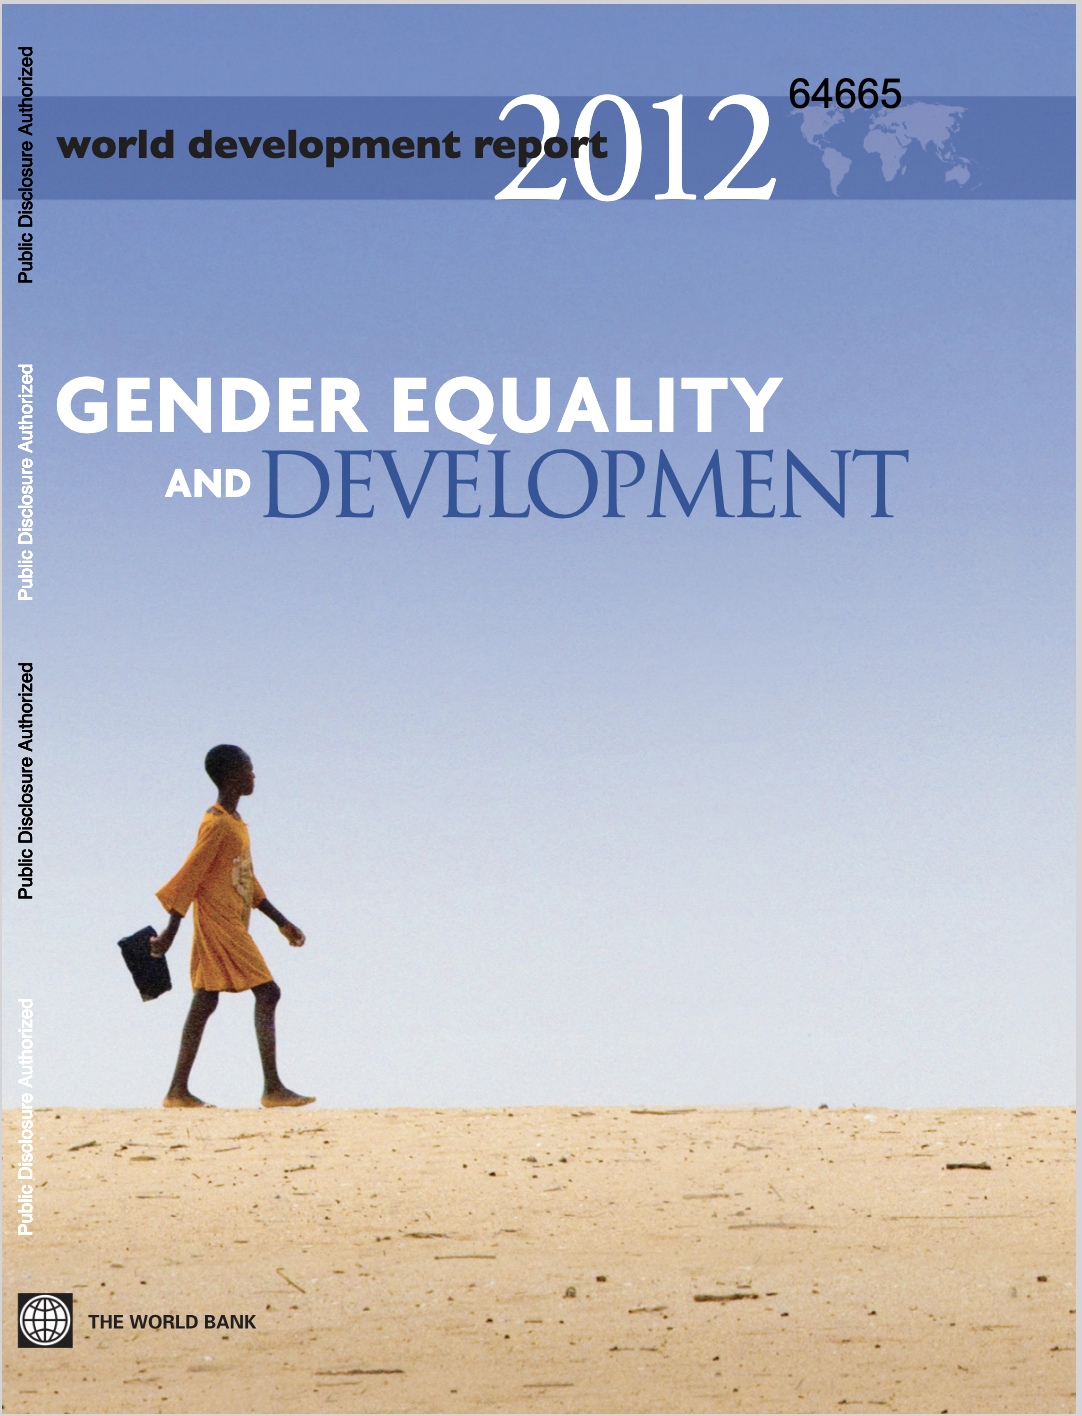 64665
world development report 2012
GENDER EQUALITY
AND DEVELOPMENT
THE WORLD BANK
Public Disclosure Authorized
Public Disclosure Authorized
Public Disclosure Authorized
Public Disclosure Authorized